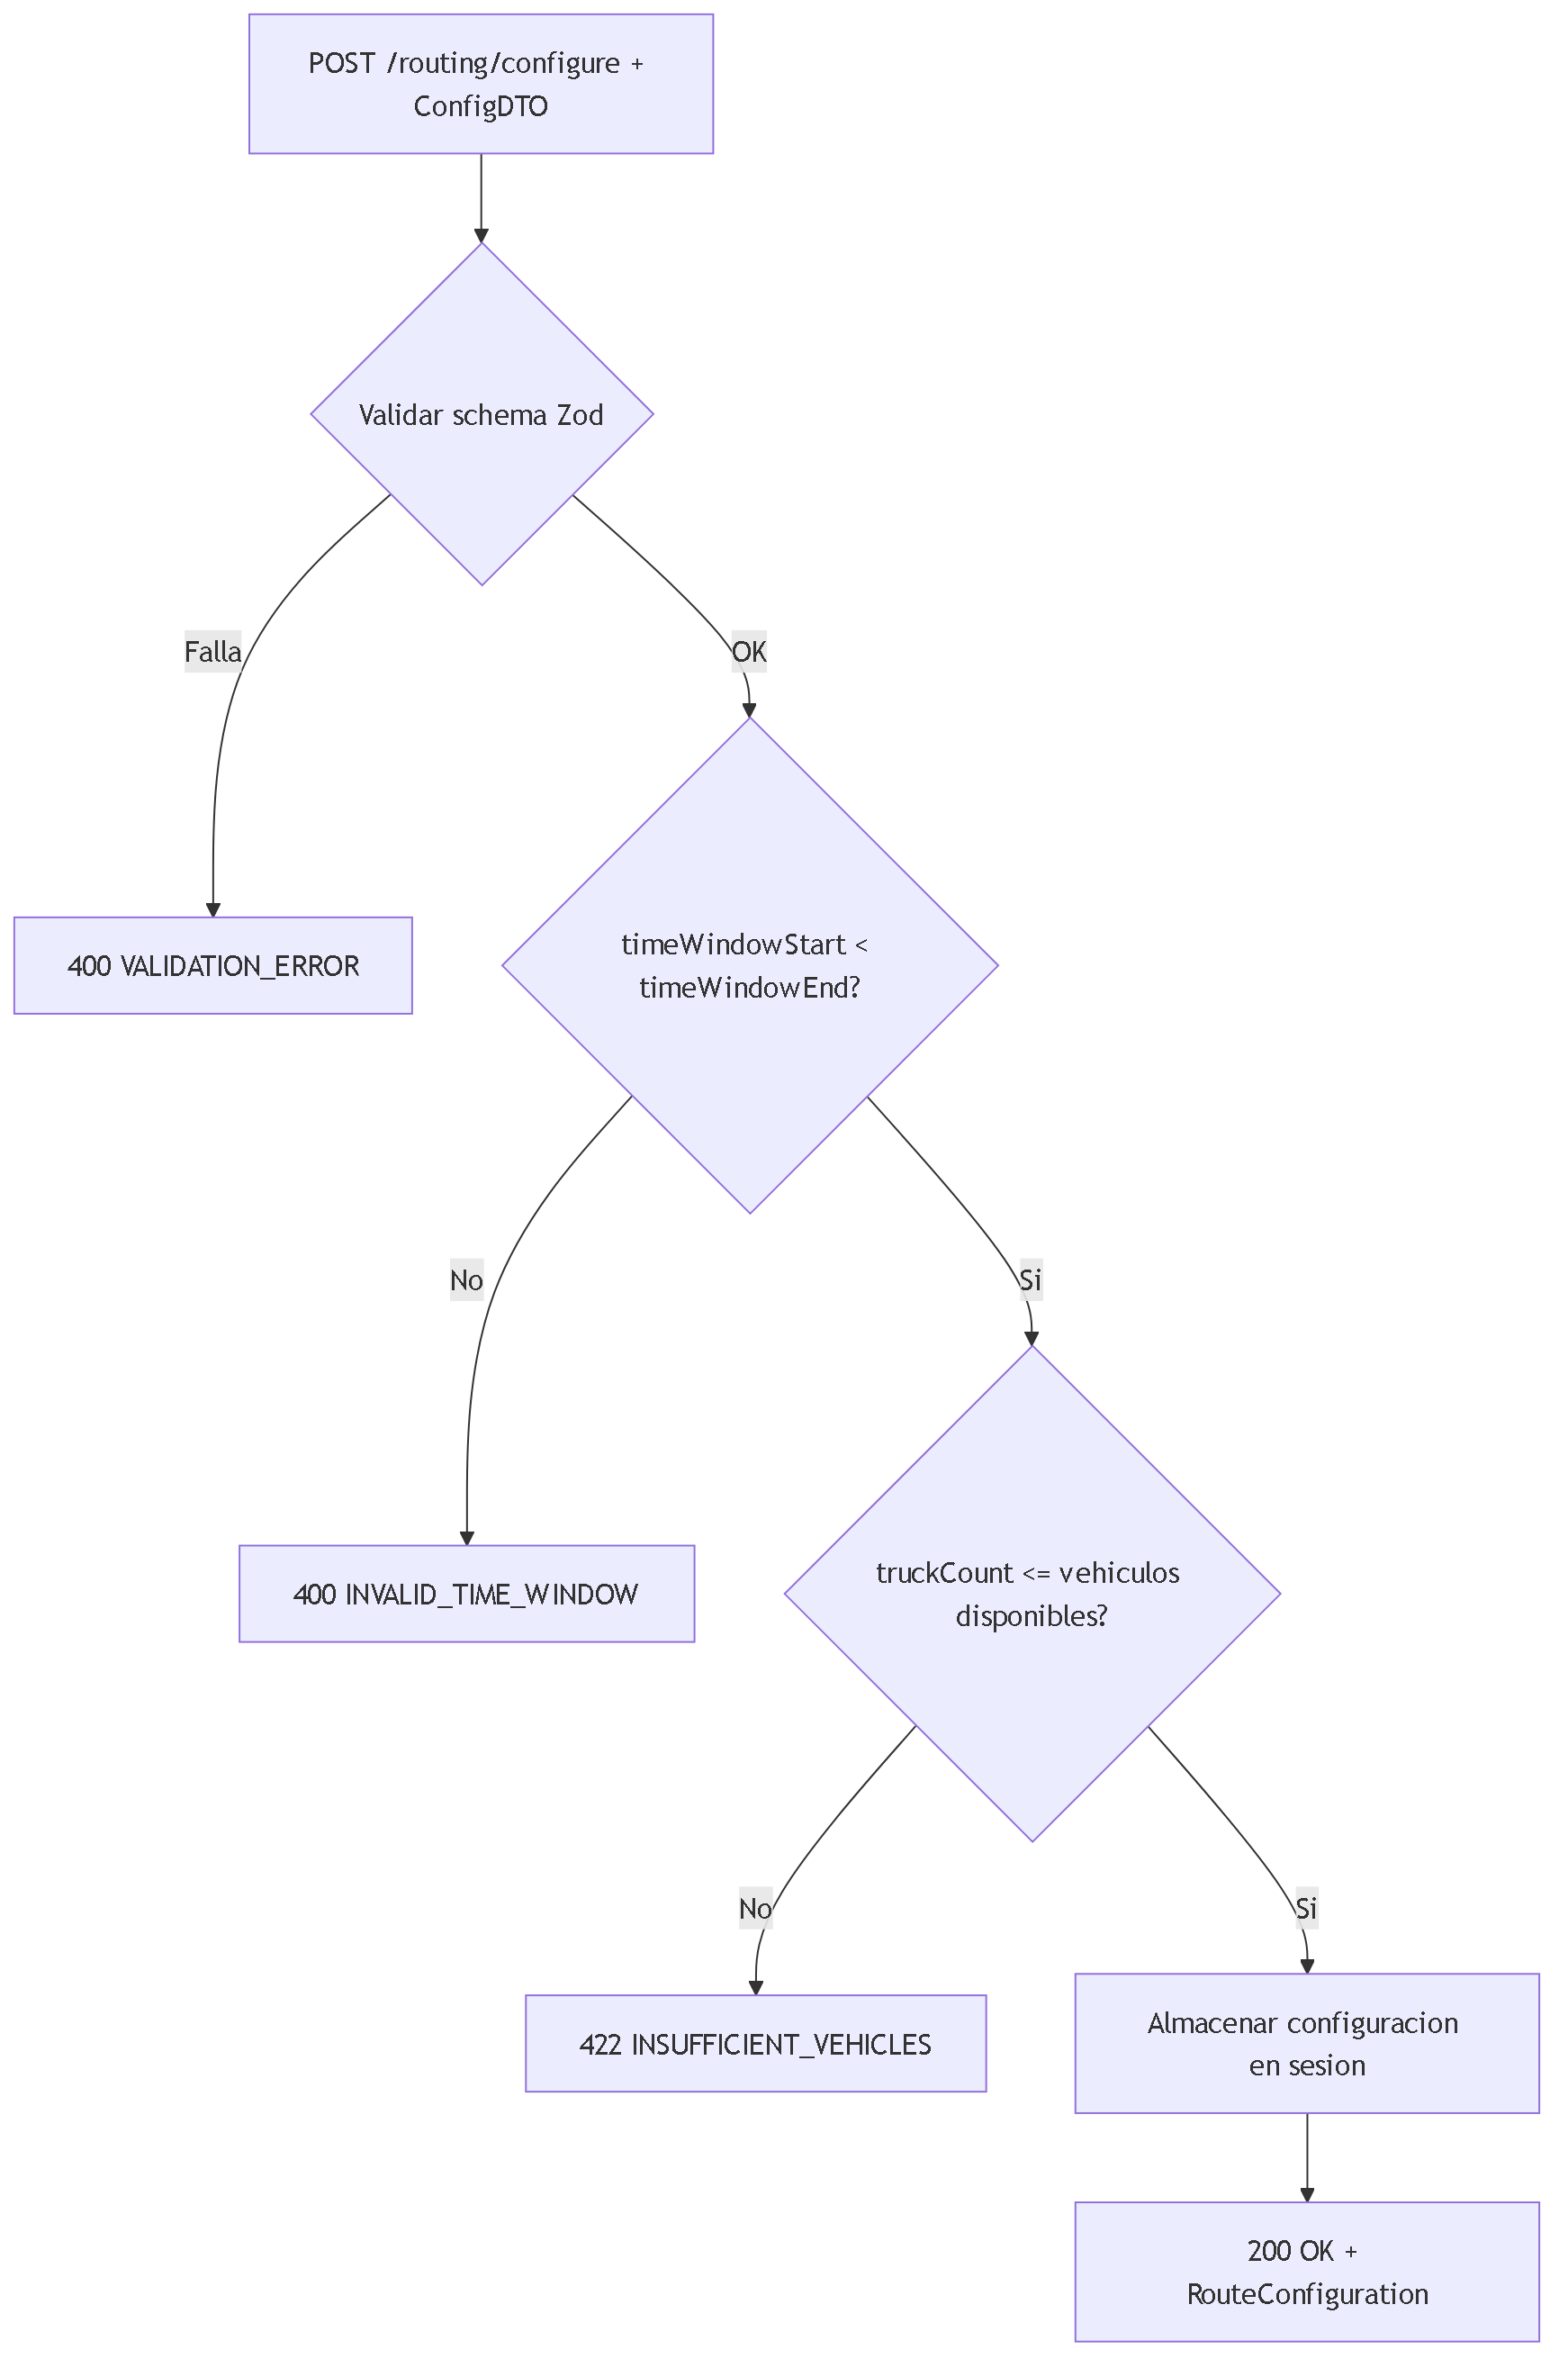 POST /routing/configure +
ConfigDTO
Validar schema Zod
Falla
OK
400 VALIDATION_ERROR
timeWindowStart <
timeWindowEnd?
No
Si
400 INVALID_TIME_WINDOW
truckCount <= vehiculos
disponibles?
No
Si
422 INSUFFICIENT_VEHICLES
Almacenar configuracion
en sesion
200 OK +
RouteConfiguration